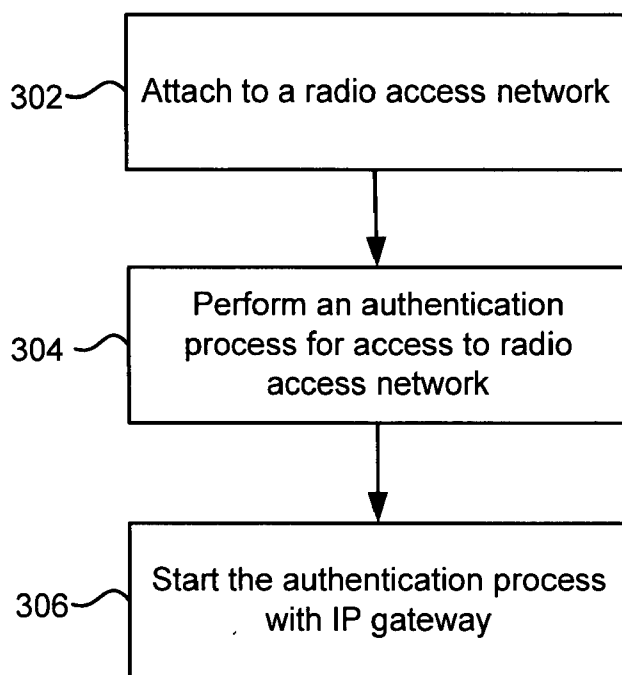 302
Attach to a radio access network
304
Perform an authentication
process for access to radio
access network
306
Start the authentication process
with IP gateway